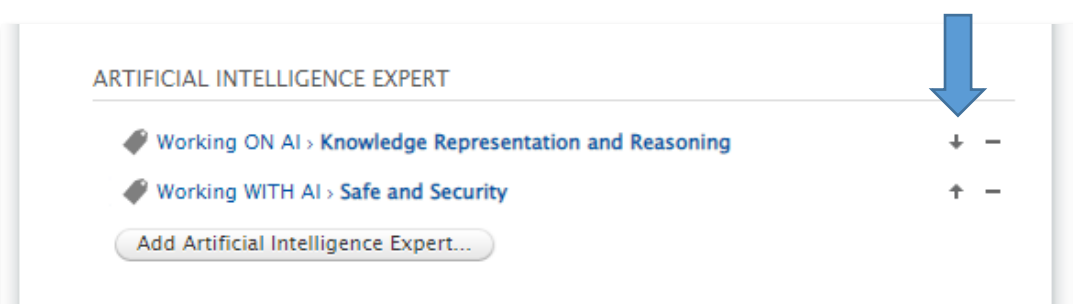 ARTIFICIAL INTELLIGENCE EXPERT
Working ON AI › Knowledge Representation and Reasoning
Working WITH AI › Safe and Security
Add Artificial Intelligence Expert...